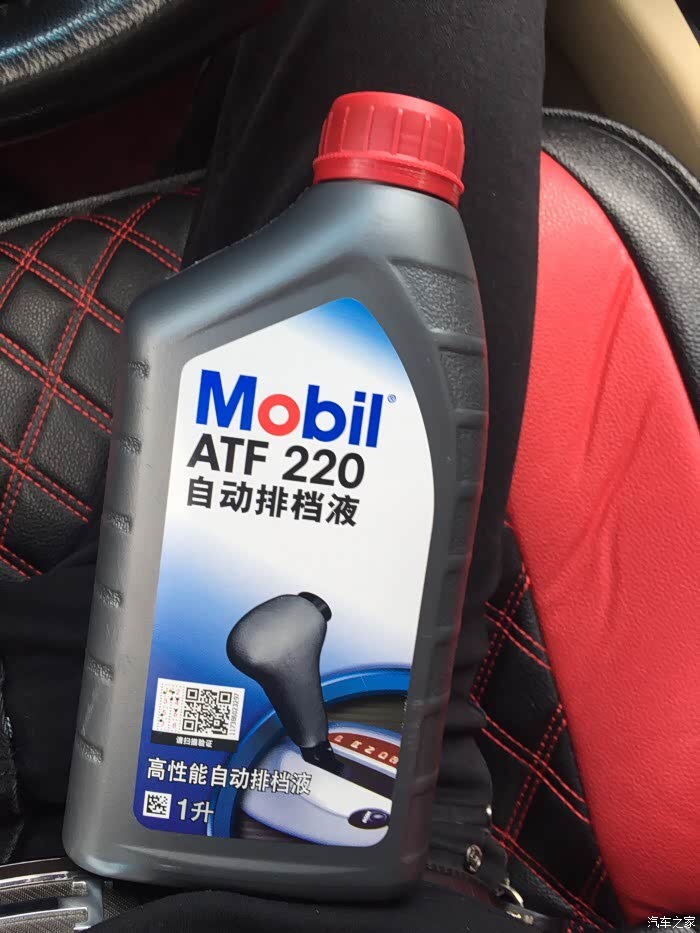 Mobil®
ATF 220
自动排档液
请扫描验证
高性能自动排档液
1升
汽车之家